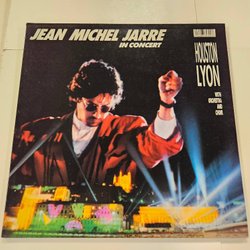 JEAN MICHEL JARRE
IN CONCERT
HOUSTON
LYON
WITH
ORCHESTRA
AND
CHOIR